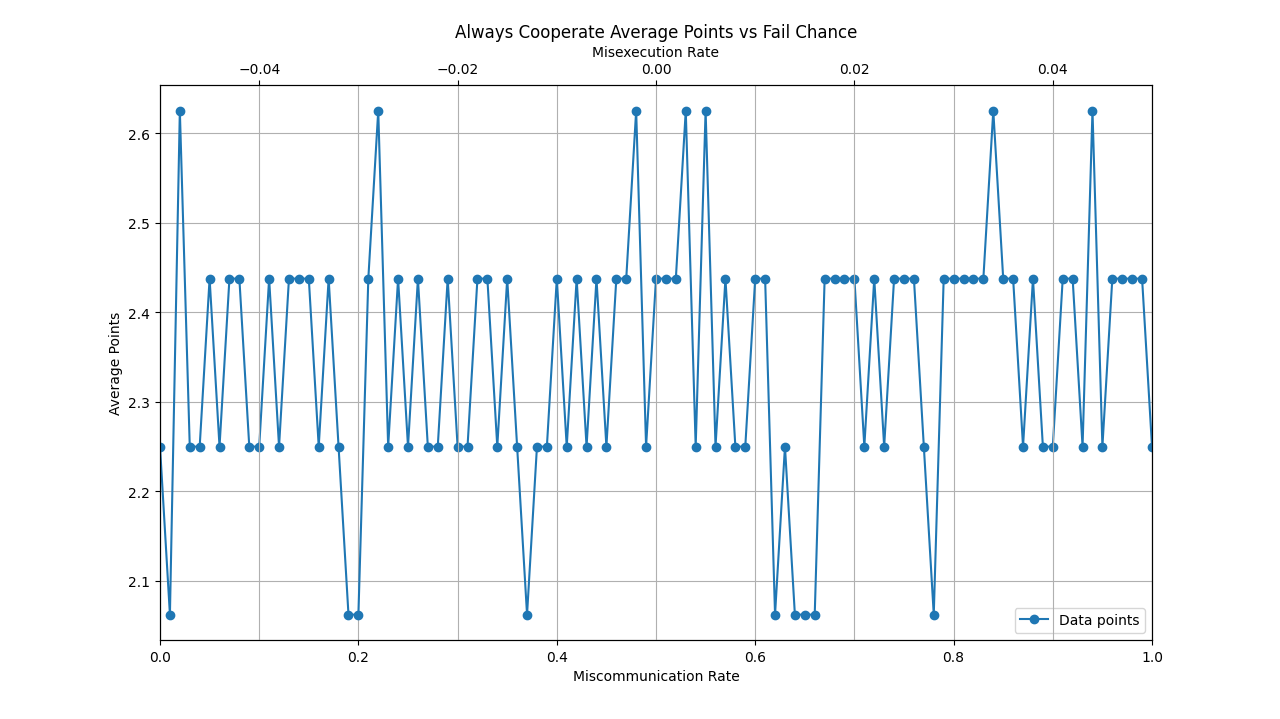 Always Cooperate Average Points vs Fail Chance
Misexecution Rate
−0.04 −0.02 0.00 0.02 0.04
2.6
2.5
2.4
2.3
2.2
2.1
Average Points
Data points
0.0 0.2 0.4 0.6 0.8 1.0
Miscommunication Rate